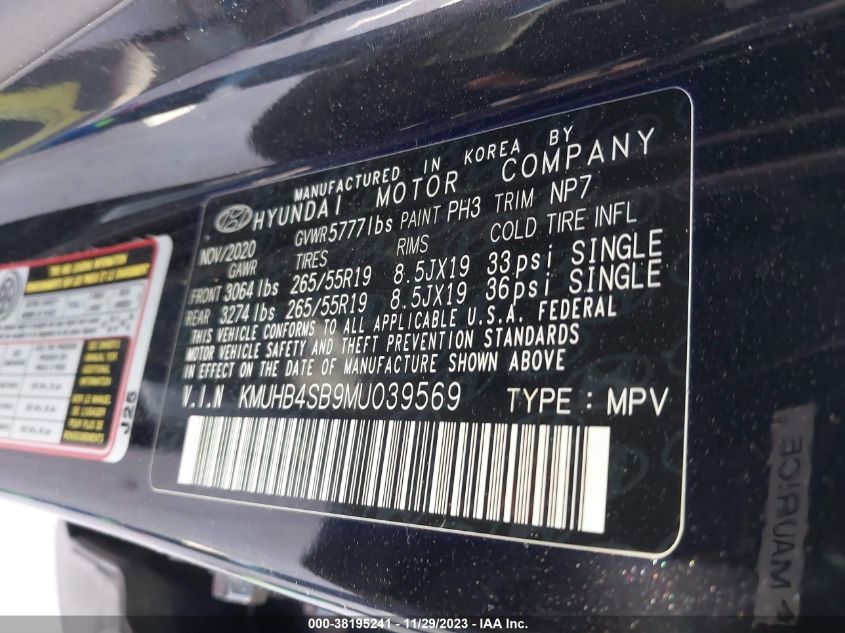 MANUFACTURED IN KOREA BY
HYUNDAI MOTOR COMPANY
NOV/2020 GVWR5777lbs PAINT PH3 TRIM NP7
GAWR TIRES RIMS COLD TIRE INFL
FRONT 3064lbs 265/55R19 8.5JX19 33psi SINGLE
REAR 3274lbs 265/55R19 8.5JX19 36psi SINGLE
THIS VEHICLE CONFORMS TO ALL APPLICABLE U.S.A. FEDERAL
MOTOR VEHICLE SAFETY AND THEFT PREVENTION STANDARDS
IN EFFECT ON THE DATE OF MANUFACTURE SHOWN ABOVE
V.I.N KMUHB4SB9MU039569 TYPE : MPV
J26
000-38195241 - 11/29/2023 - IAA Inc.